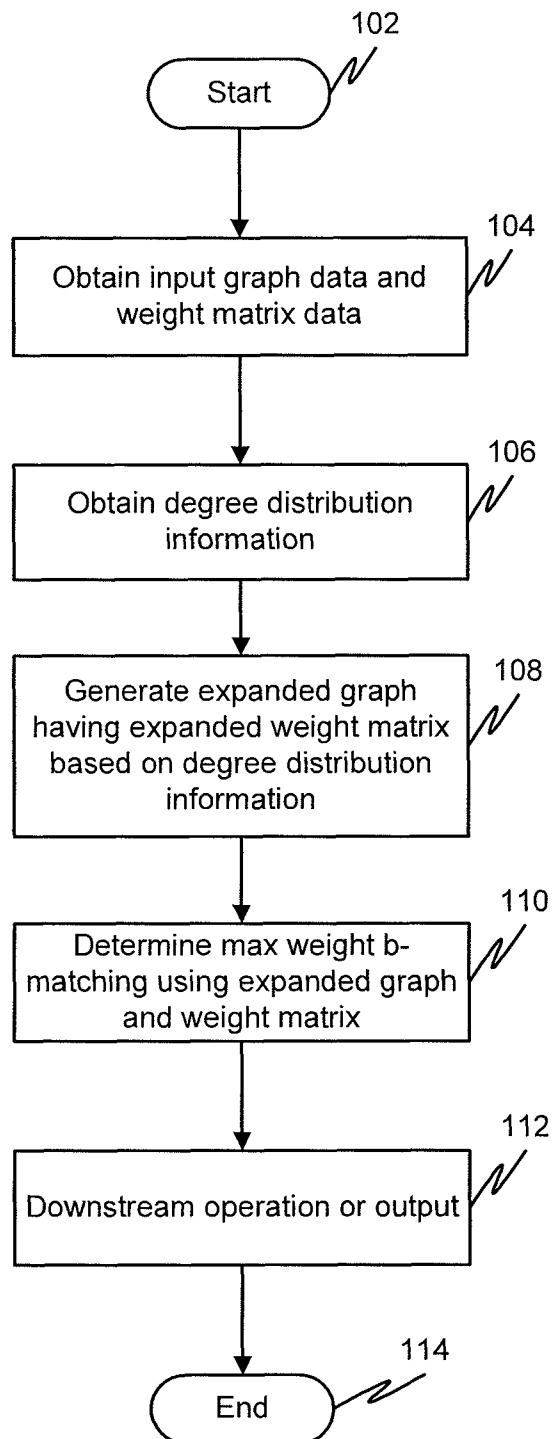 102
Start
104
Obtain input graph data and
weight matrix data
106
Obtain degree distribution
information
108
Generate expanded graph
having expanded weight matrix
based on degree distribution
information
110
Determine max weight b-
matching using expanded graph
and weight matrix
112
Downstream operation or output
114
End